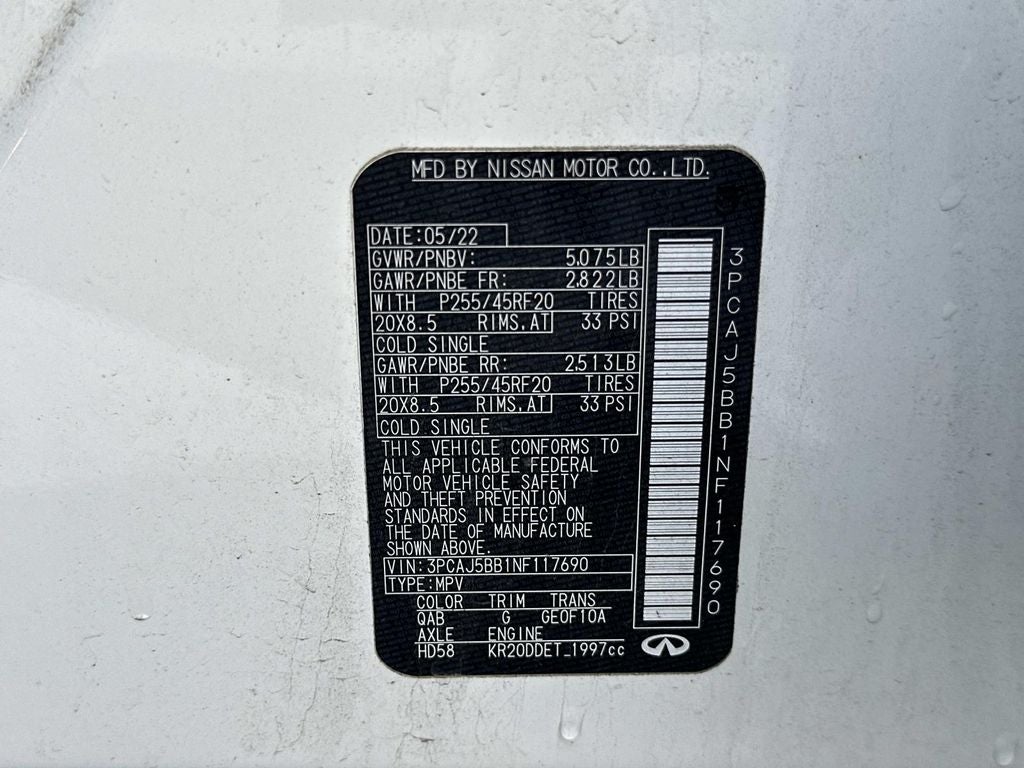 MFD BY NISSAN MOTOR CO.,LTD.
DATE:05/22
GVWR/PNBV: 5,075LB
GAWR/PNBE FR: 2,822LB
WITH P255/45RF20 TIRES
20X8.5 RIMS,AT 33 PSI
COLD SINGLE
GAWR/PNBE RR: 2,513LB
WITH P255/45RF20 TIRES
20X8.5 RIMS,AT 33 PSI
COLD SINGLE
THIS VEHICLE CONFORMS TO
ALL APPLICABLE FEDERAL
MOTOR VEHICLE SAFETY
AND THEFT PREVENTION
STANDARDS IN EFFECT ON
THE DATE OF MANUFACTURE
SHOWN ABOVE.
VIN:3PCAJ5BB1NF117690
TYPE:MPV
COLOR TRIM TRANS
QAB G GE0F10A
AXLE ENGINE
HD58 KR20DDET_1997cc
3PCAJ5BB1NF117690